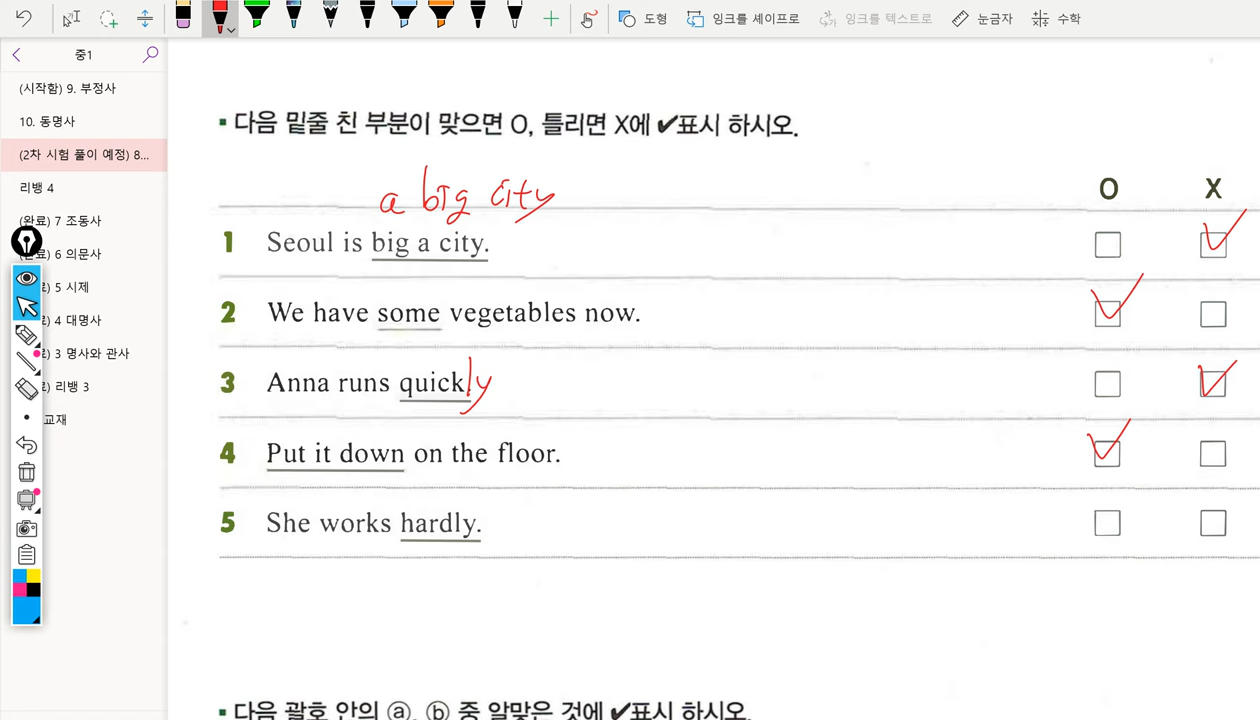 도형 잉크를 셰이프로 잉크를 텍스트로 눈금자 수학
중1
(시작함) 9. 부정사
10. 동명사
(2차 시험 풀이 예정) 8...
리뱅 4
(완료) 7 조동사
료) 6 의문사
료) 5 시제
료) 4 대명사
료) 3 명사와 관사
료) 리뱅 3
교재
▪ 다음 밑줄 친 부분이 맞으면 O, 틀리면 X에 ✔표시 하시오.
a big city
O X
1 Seoul is big a city.
2 We have some vegetables now.
3 Anna runs quick.ly
4 Put it down on the floor.
5 She works hardly.
▪ 다음 괄호 안의 ⓐ, ⓑ 중 알맞은 것에 ✔표시 하시오.